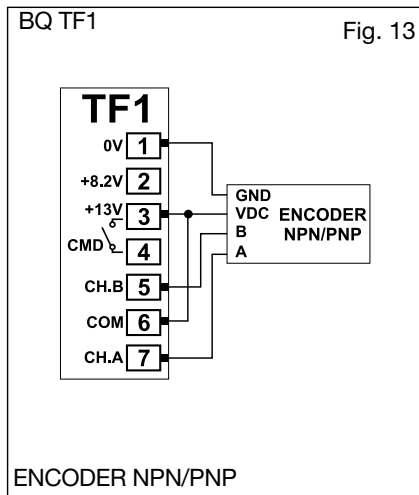 BQ TF1
Fig. 13
TF1
0V 1
+8.2V 2
+13V 3
CMD 4
CH.B 5
COM 6
CH.A 7
GND
VDC
B
A
ENCODER
NPN/PNP
ENCODER NPN/PNP